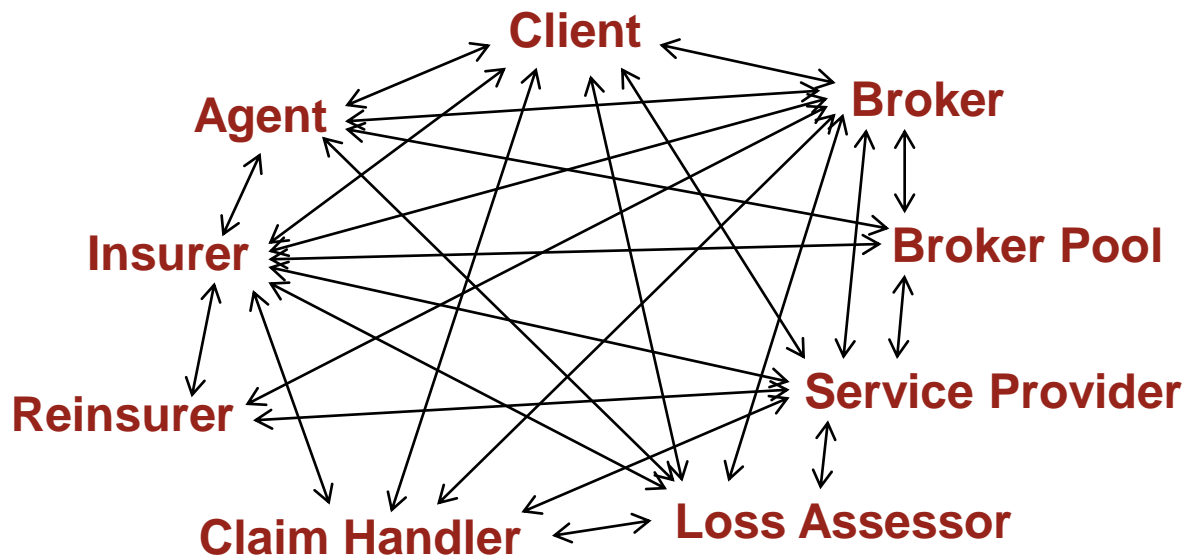 Client
Broker
Agent
Insurer
Broker Pool
Service Provider
Reinsurer
Loss Assessor
Claim Handler